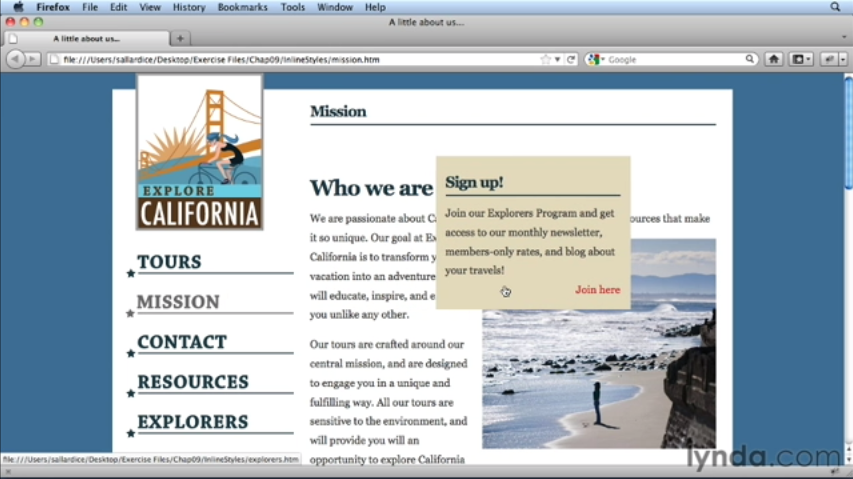 Firefox File Edit View History Bookmarks Tools Window Help
A little about us...
A little about us...
file:///Users/sallardice/Desktop/Exercise Files/Chap09/InlineStyles/mission.htm
Google
EXPLORE
CALIFORNIA
TOURS
MISSION
CONTACT
RESOURCES
EXPLORERS
Mission
Who we are
We are passionate about Ca
ources that make
it so unique. Our goal at Ex
California is to transform y
vacation into an adventure
will educate, inspire, and e
you unlike any other.
Sign up!
Join our Explorers Program and get
access to our monthly newsletter,
members-only rates, and blog about
your travels!
Join here
Our tours are crafted around our
central mission, and are designed
to engage you in a unique and
fulfilling way. All our tours are
sensitive to the environment, and
will provide you will an
opportunity to explore California
file:///Users/sallardice/Desktop/Exercise Files/Chap09/InlineStyles/explorers.htm
lynda.com